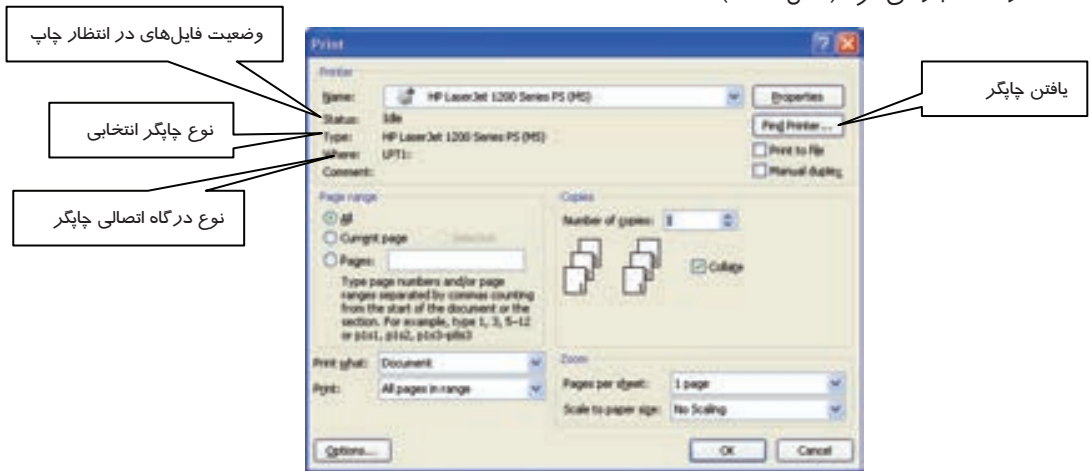 وضعیت فایل‌های در انتظار چاپ
نوع چاپگر انتخابی
نوع درگاه اتصالی چاپگر
یافتن چاپگر
Print
Printer
Name: HP LaserJet 1200 Series PS (MS)
Properties
Status: Idle
Find Printer...
Type: HP LaserJet 1200 Series PS (MS)
Where: LPT1:
Print to file
Comment:
Manual duplex
Page range
All
Current page
Selection
Pages:
Type page numbers and/or page
ranges separated by commas counting
from the start of the document or the
section. For example, type 1, 3, 5–12
or p1s1, p1s2, p1s3–p8s3
Copies
Number of copies: 1
Collate
Print what: Document
Print: All pages in range
Zoom
Pages per sheet: 1 page
Scale to paper size: No Scaling
Options...
OK
Cancel